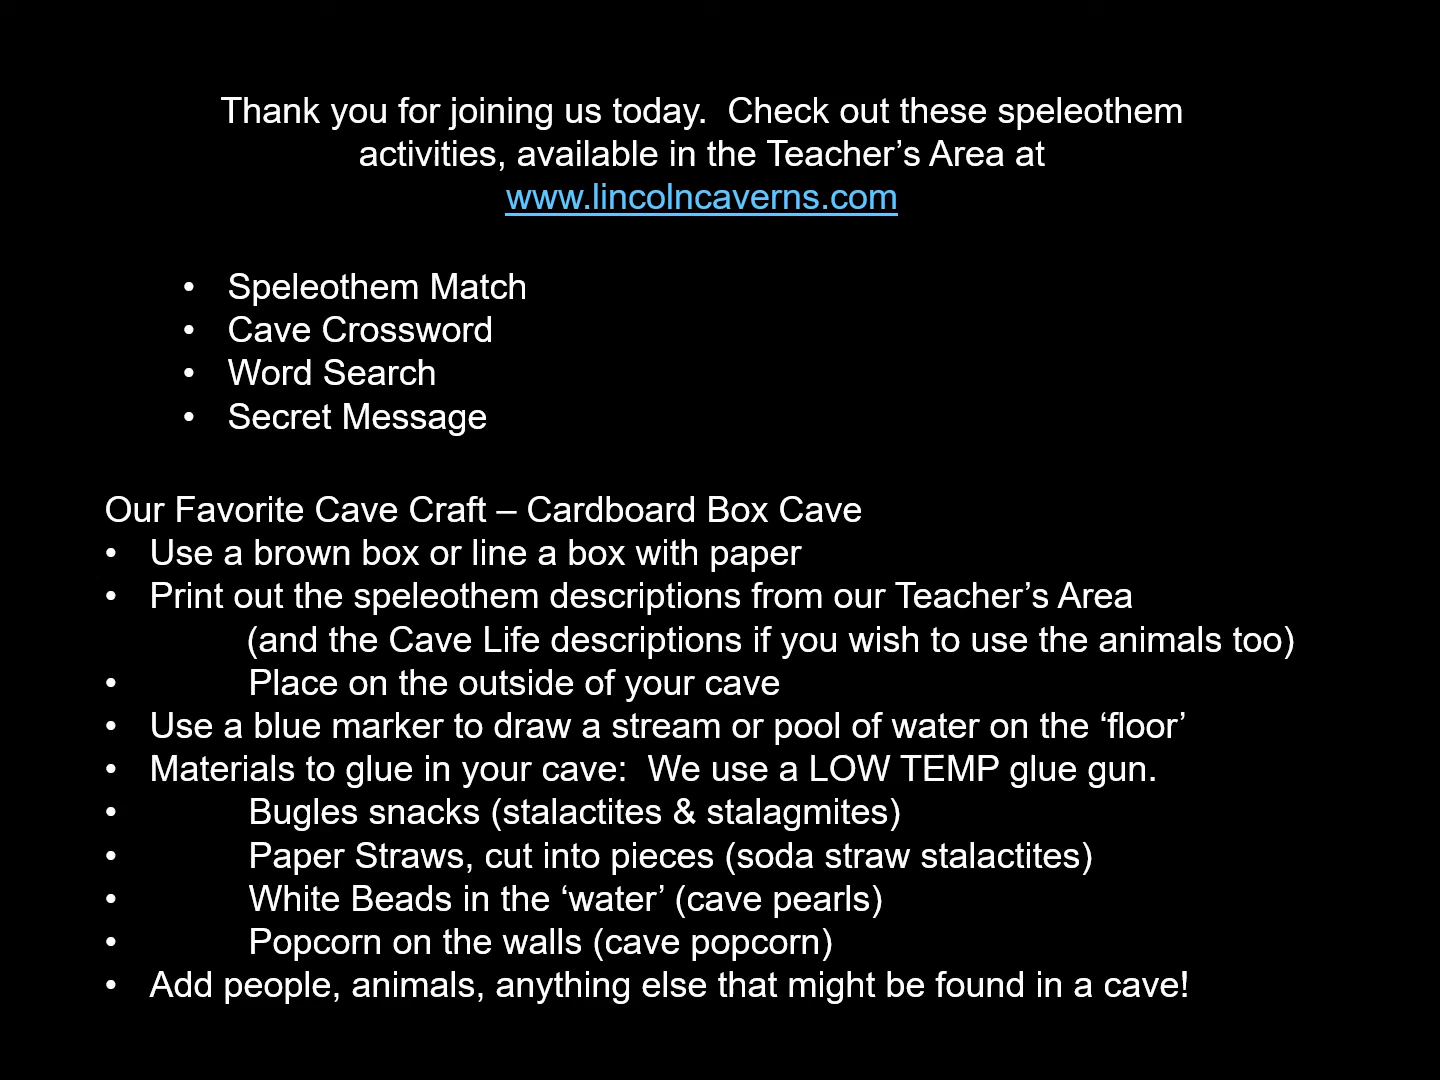 Thank you for joining us today.  Check out these speleothem
activities, available in the Teacher’s Area at
www.lincolncaverns.com
• Speleothem Match
• Cave Crossword
• Word Search
• Secret Message
Our Favorite Cave Craft – Cardboard Box Cave
• Use a brown box or line a box with paper
• Print out the speleothem descriptions from our Teacher’s Area
(and the Cave Life descriptions if you wish to use the animals too)
• Place on the outside of your cave
• Use a blue marker to draw a stream or pool of water on the ‘floor’
• Materials to glue in your cave:  We use a LOW TEMP glue gun.
• Bugles snacks (stalactites & stalagmites)
• Paper Straws, cut into pieces (soda straw stalactites)
• White Beads in the ‘water’ (cave pearls)
• Popcorn on the walls (cave popcorn)
• Add people, animals, anything else that might be found in a cave!